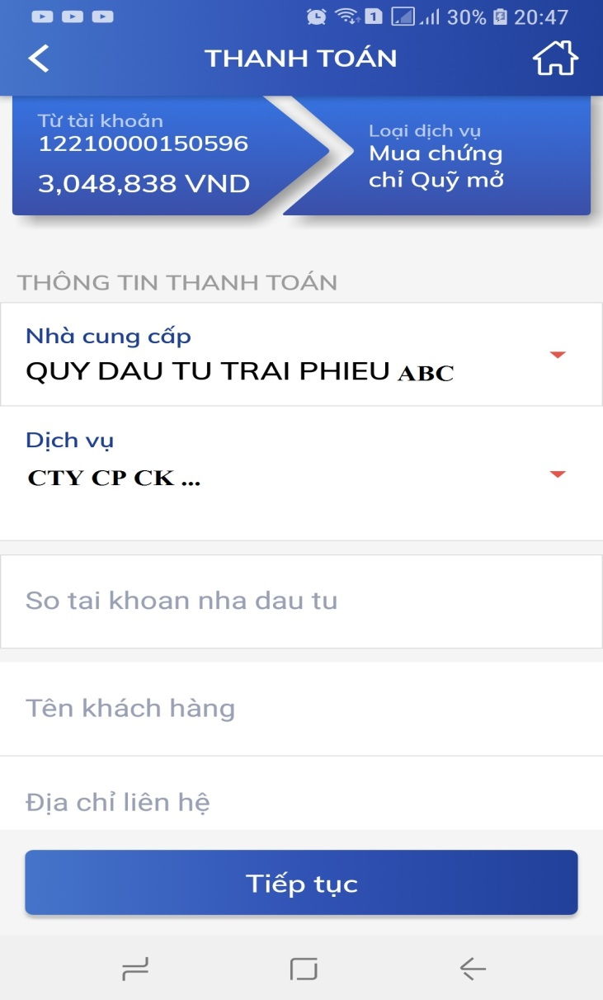 1 30% 20:47
THANH TOÁN
Từ tài khoản
12210000150596
3,048,838 VND
Loại dịch vụ
Mua chứng
chỉ Quỹ mở
THÔNG TIN THANH TOÁN
Nhà cung cấp
QUY DAU TU TRAI PHIEU ABC
Dịch vụ
CTY CP CK ...
So tai khoan nha dau tu
Tên khách hàng
Địa chỉ liên hệ
Tiếp tục